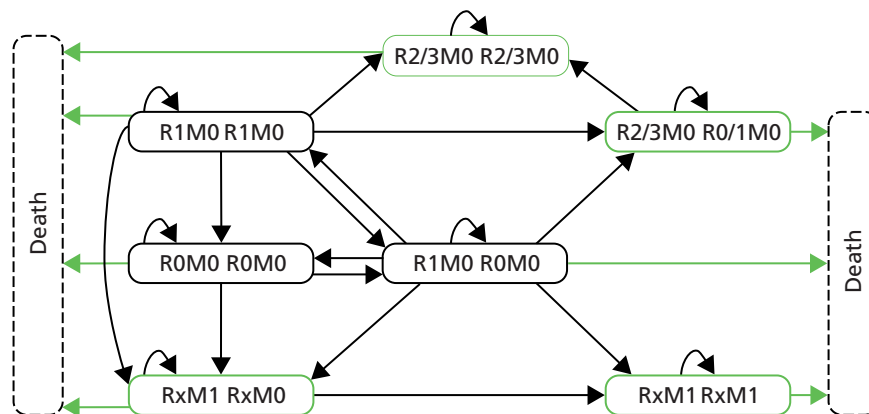 R2/3M0 R2/3M0
R1M0 R1M0
R2/3M0 R0/1M0
Death
R0M0 R0M0
R1M0 R0M0
Death
RxM1 RxM0
RxM1 RxM1